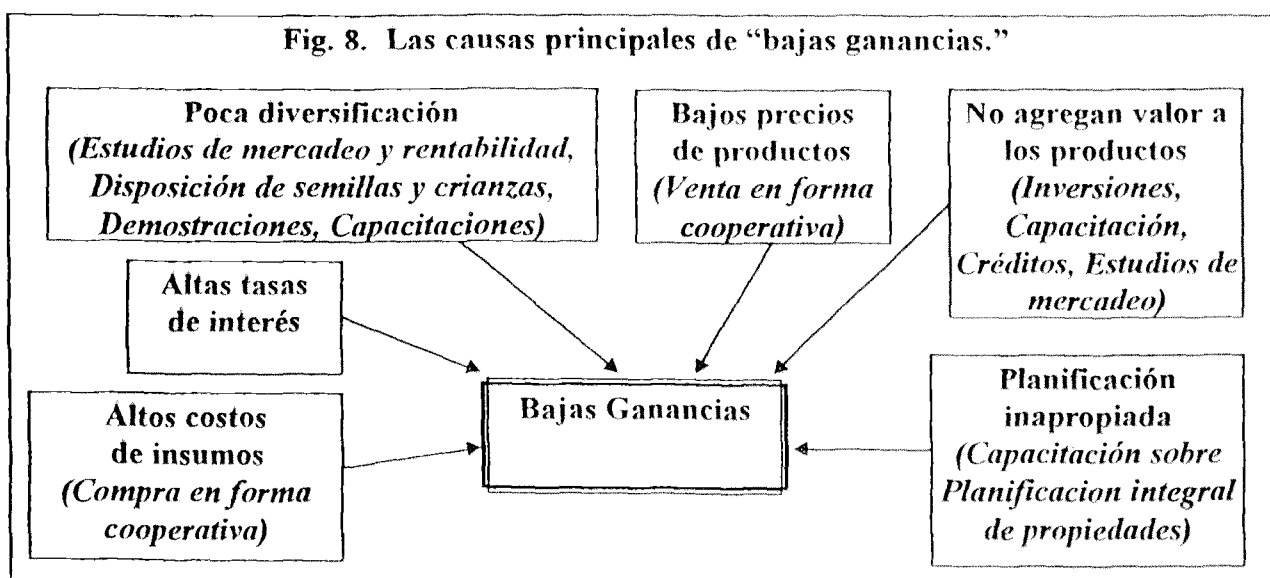 Fig. 8. Las causas principales de “bajas ganancias.”
Poca diversificación
(Estudios de mercadeo y rentabilidad,
Disposición de semillas y crianzas,
Demostraciones, Capacitaciones)
Bajos precios
de productos
(Venta en forma
cooperativa)
No agregan valor a
los productos
(Inversiones,
Capacitación,
Créditos, Estudios de
mercadeo)
Altas tasas
de interés
Altos costos
de insumos
(Compra en forma
cooperativa)
Bajas Ganancias
Planificación
inapropiada
(Capacitación sobre
Planificacion integral
de propiedades)